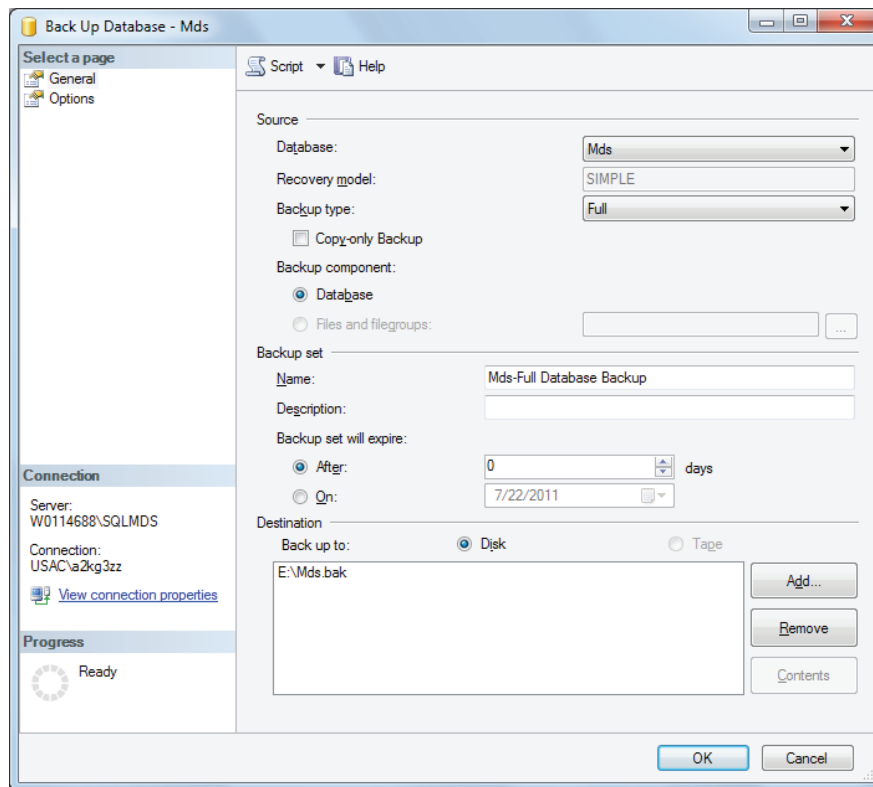 Back Up Database - Mds
Select a page
General
Options
Script
Help
Source
Database:
Mds
Recovery model:
SIMPLE
Backup type:
Full
Copy-only Backup
Backup component:
Database
Files and filegroups:
...
Backup set
Name:
Mds-Full Database Backup
Description:
Backup set will expire:
After:
0
days
On:
7/22/2011
Destination
Back up to:
Disk
Tape
E:\Mds.bak
Add...
Remove
Contents
Connection
Server:
W0114688\SQLMDS
Connection:
USAC\a2kg3zz
View connection properties
Progress
Ready
OK
Cancel